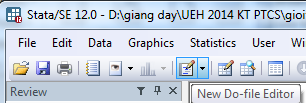 Stata/SE 12.0 - D:\giang day\UEH 2014 KT PTCS\gioi
File Edit Data Graphics Statistics User W
Review
New Do-file Editor